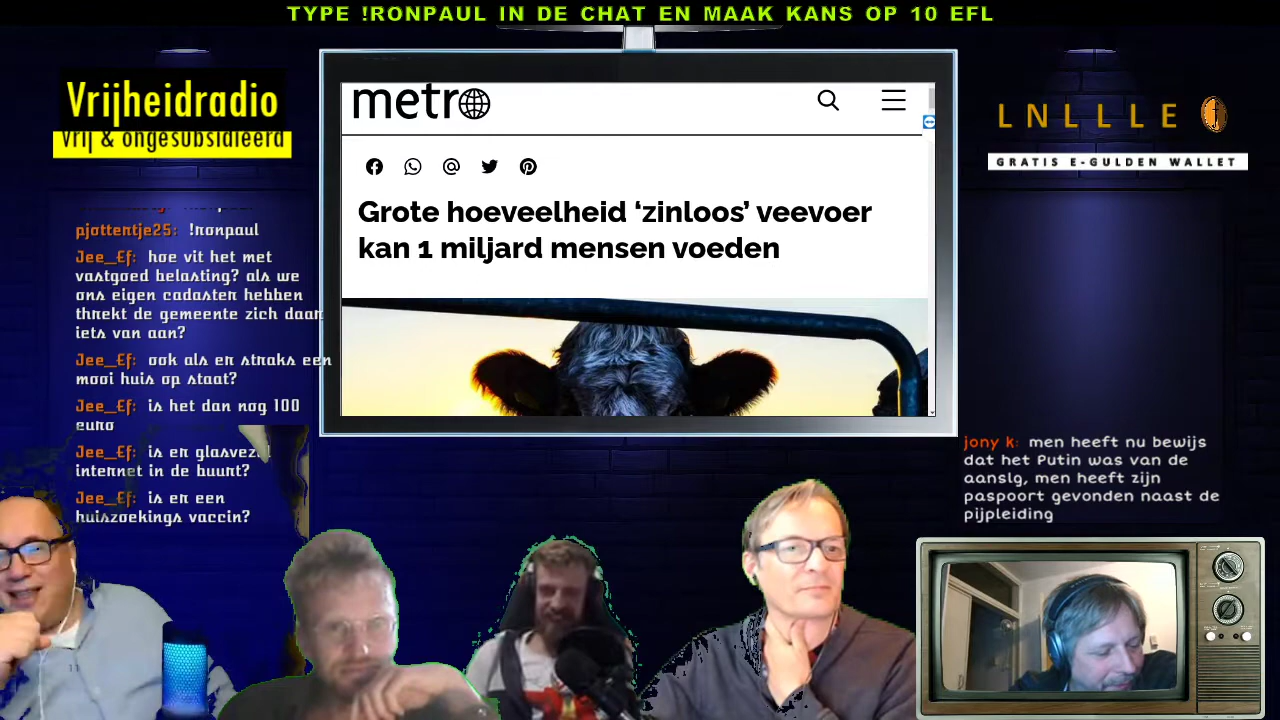 TYPE !RONPAUL IN DE CHAT EN MAAK KANS OP 10 EFL
Vrijheidradio
Vrij & ongesubsidieerd
metro
Grote hoeveelheid ‘zinloos’ veevoer
kan 1 miljard mensen voeden
LNLLLE
GRATIS E-GULDEN WALLET
pjottertje25: !ronpaul
Jee_Ef: hoe vit het met
vastgoed belasting? als we
ons eigen cadaster hebben
threkt de gemeente zich daar
iets van aan?
Jee_Ef: ook als er straks een
mooi huis op staat?
Jee_Ef: is het dan nog 100
euro
Jee_Ef: is er glasvezel
internet in de buurt?
Jee_Ef: is er een
huiszoekings vaccin?
jony k: men heeft nu bewijs
dat het Putin was van de
aanslg, men heeft zijn
paspoort gevonden naast de
pijpleiding